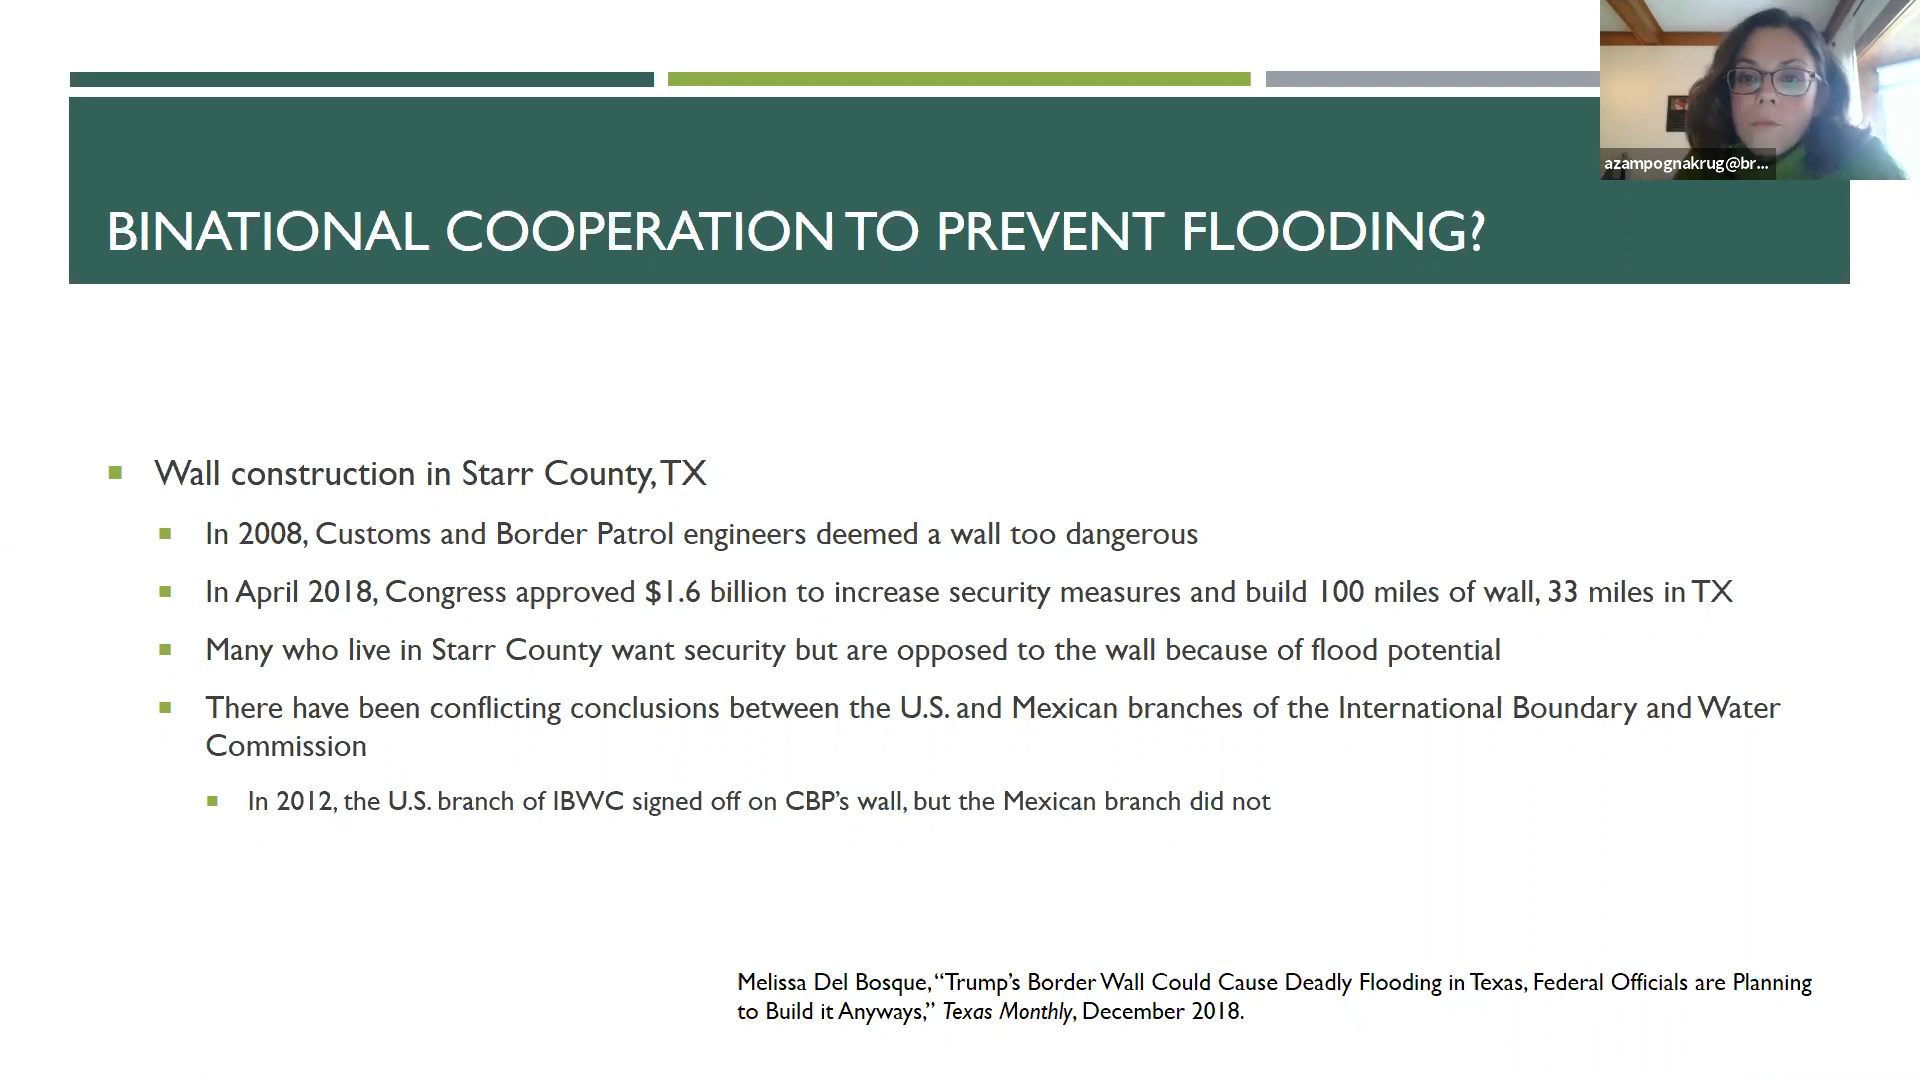 azampognakrug@br...
BINATIONAL COOPERATION TO PREVENT FLOODING?
Wall construction in Starr County, TX
In 2008, Customs and Border Patrol engineers deemed a wall too dangerous
In April 2018, Congress approved $1.6 billion to increase security measures and build 100 miles of wall, 33 miles in TX
Many who live in Starr County want security but are opposed to the wall because of flood potential
There have been conflicting conclusions between the U.S. and Mexican branches of the International Boundary and Water
Commission
In 2012, the U.S. branch of IBWC signed off on CBP’s wall, but the Mexican branch did not
Melissa Del Bosque, “Trump’s Border Wall Could Cause Deadly Flooding in Texas, Federal Officials are Planning
to Build it Anyways,” Texas Monthly, December 2018.